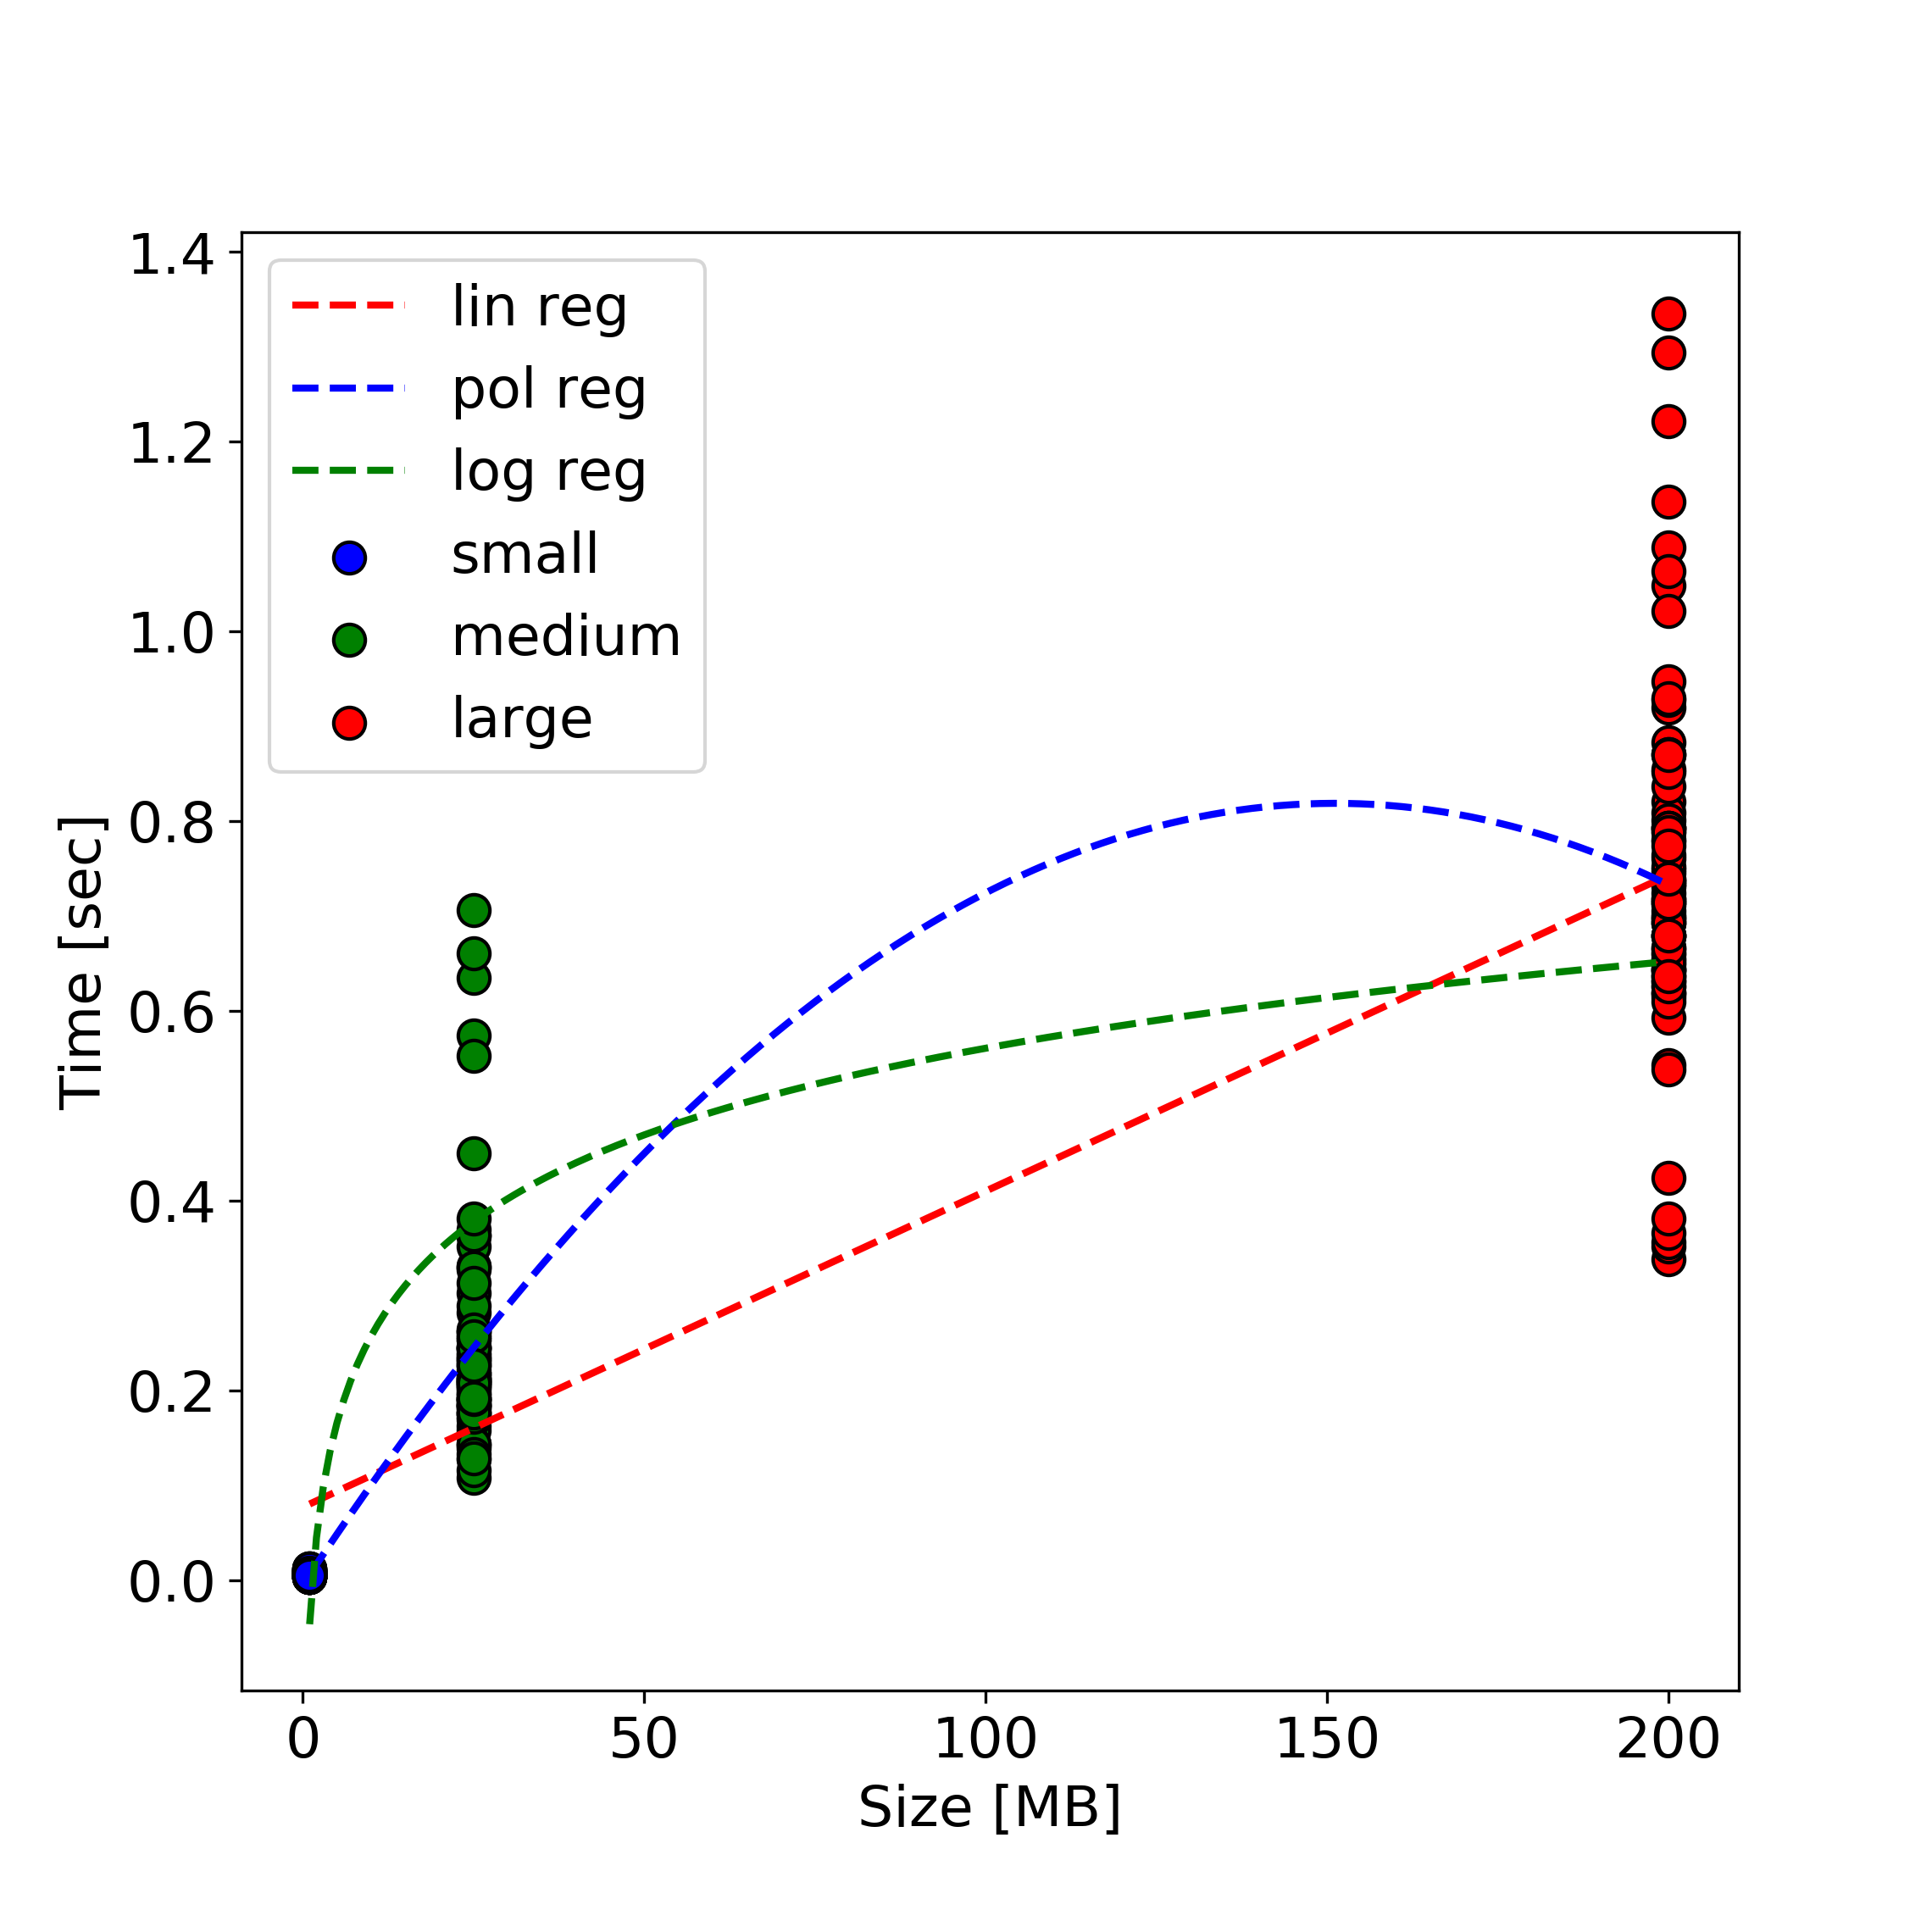 1.4
1.2
1.0
0.8
0.6
0.4
0.2
0.0
Time [sec]
lin reg
pol reg
log reg
small
medium
large
0 50 100 150 200
Size [MB]